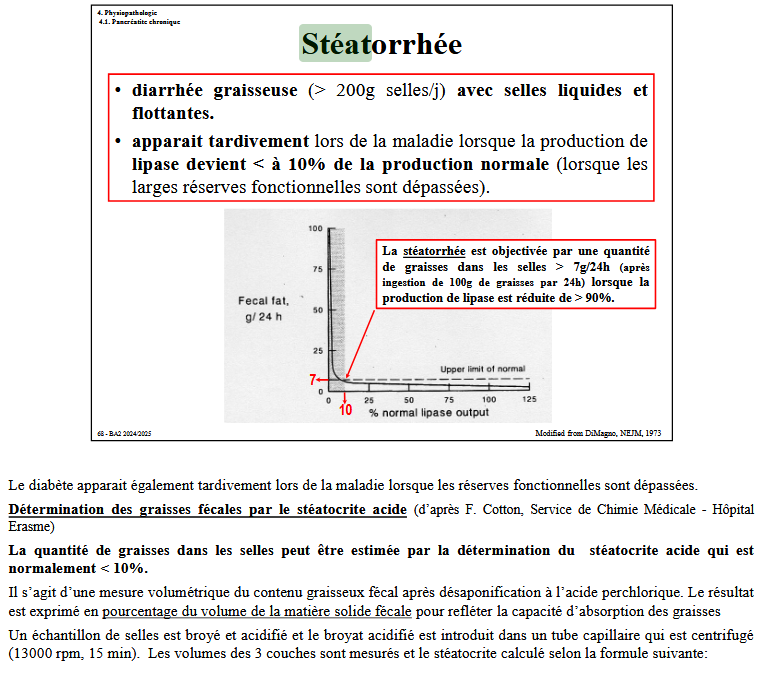 4. Physiopathologie
4.1. Pancréatite chronique
Stéatorrhée
• diarrhée graisseuse (> 200g selles/j) avec selles liquides et
flottantes.
• apparait tardivement lors de la maladie lorsque la production de
lipase devient < à 10% de la production normale (lorsque les
larges réserves fonctionnelles sont dépassées).
La stéatorrhée est objectivée par une quantité
de graisses dans les selles > 7g/24h (après
ingestion de 100g de graisses par 24h) lorsque la
production de lipase est réduite de > 90%.
Fecal fat,
g/ 24 h
100
75
50
25
7
0
Upper limit of normal
0 25 50 75 100 125
10
% normal lipase output
68 - BA2 2024/2025
Modified from DiMagno, NEJM, 1973
Le diabète apparait également tardivement lors de la maladie lorsque les réserves fonctionnelles sont dépassées.
Détermination des graisses fécales par le stéatocrite acide (d’après F. Cotton, Service de Chimie Médicale - Hôpital
Erasme)
La quantité de graisses dans les selles peut être estimée par la détermination du stéatocrite acide qui est
normalement < 10%.
Il s’agit d’une mesure volumétrique du contenu graisseux fécal après désaponification à l’acide perchlorique. Le résultat
est exprimé en pourcentage du volume de la matière solide fécale pour refléter la capacité d’absorption des graisses
Un échantillon de selles est broyé et acidifié et le broyat acidifié est introduit dans un tube capillaire qui est centrifugé
(13000 rpm, 15 min). Les volumes des 3 couches sont mesurés et le stéatocrite calculé selon la formule suivante: